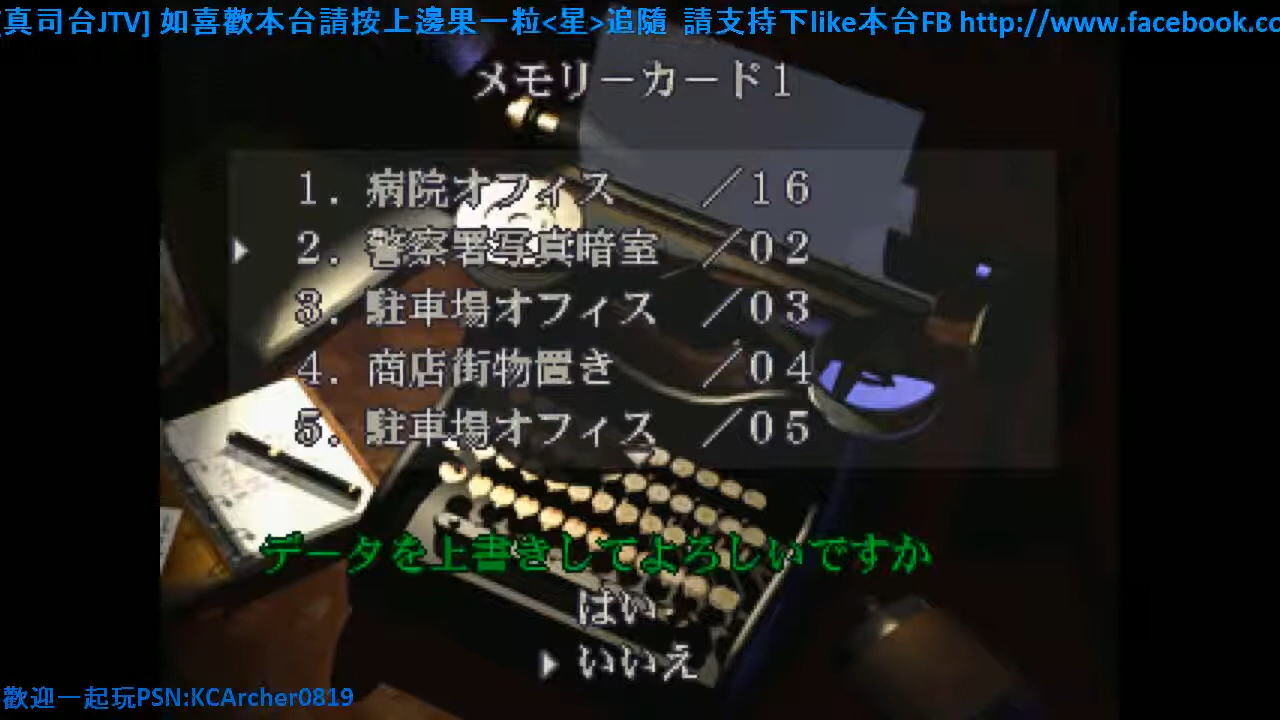 真司台JTV] 如喜歡本台請按上邊果一粒<星>追隨 請支持下like本台FB http://www.facebook.co
メモリーカード1
1. 病院オフィス ／16
2. 警察署写真暗室 ／02
3. 駐車場オフィス ／03
4. 商店街物置き ／04
5. 駐車場オフィス ／05
データを上書きしてよろしいですか
はい
いいえ
歡迎一起玩PSN:KCArcher0819